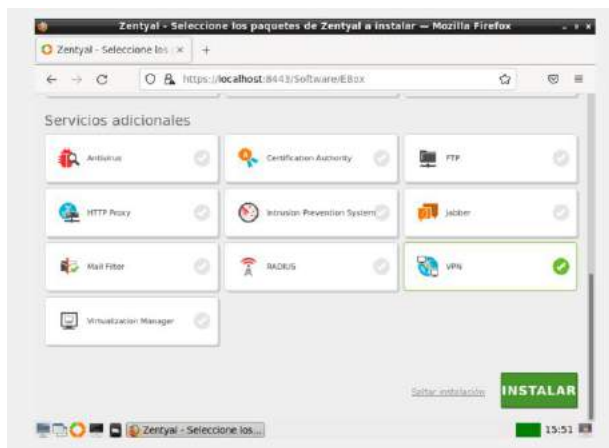 Zentyal - Seleccione los paquetes de Zentyal a instalar — Mozilla Firefox
Zentyal - Seleccione los
https://localhost:8443/Software/EBox
Servicios adicionales
Antivirus
Certification Authority
FTP
HTTP Proxy
Intrusion Prevention System
Jabber
Mail Filter
RADIUS
VPN
Virtualization Manager
Saltar instalación
INSTALAR
Zentyal - Seleccione los...
15:51